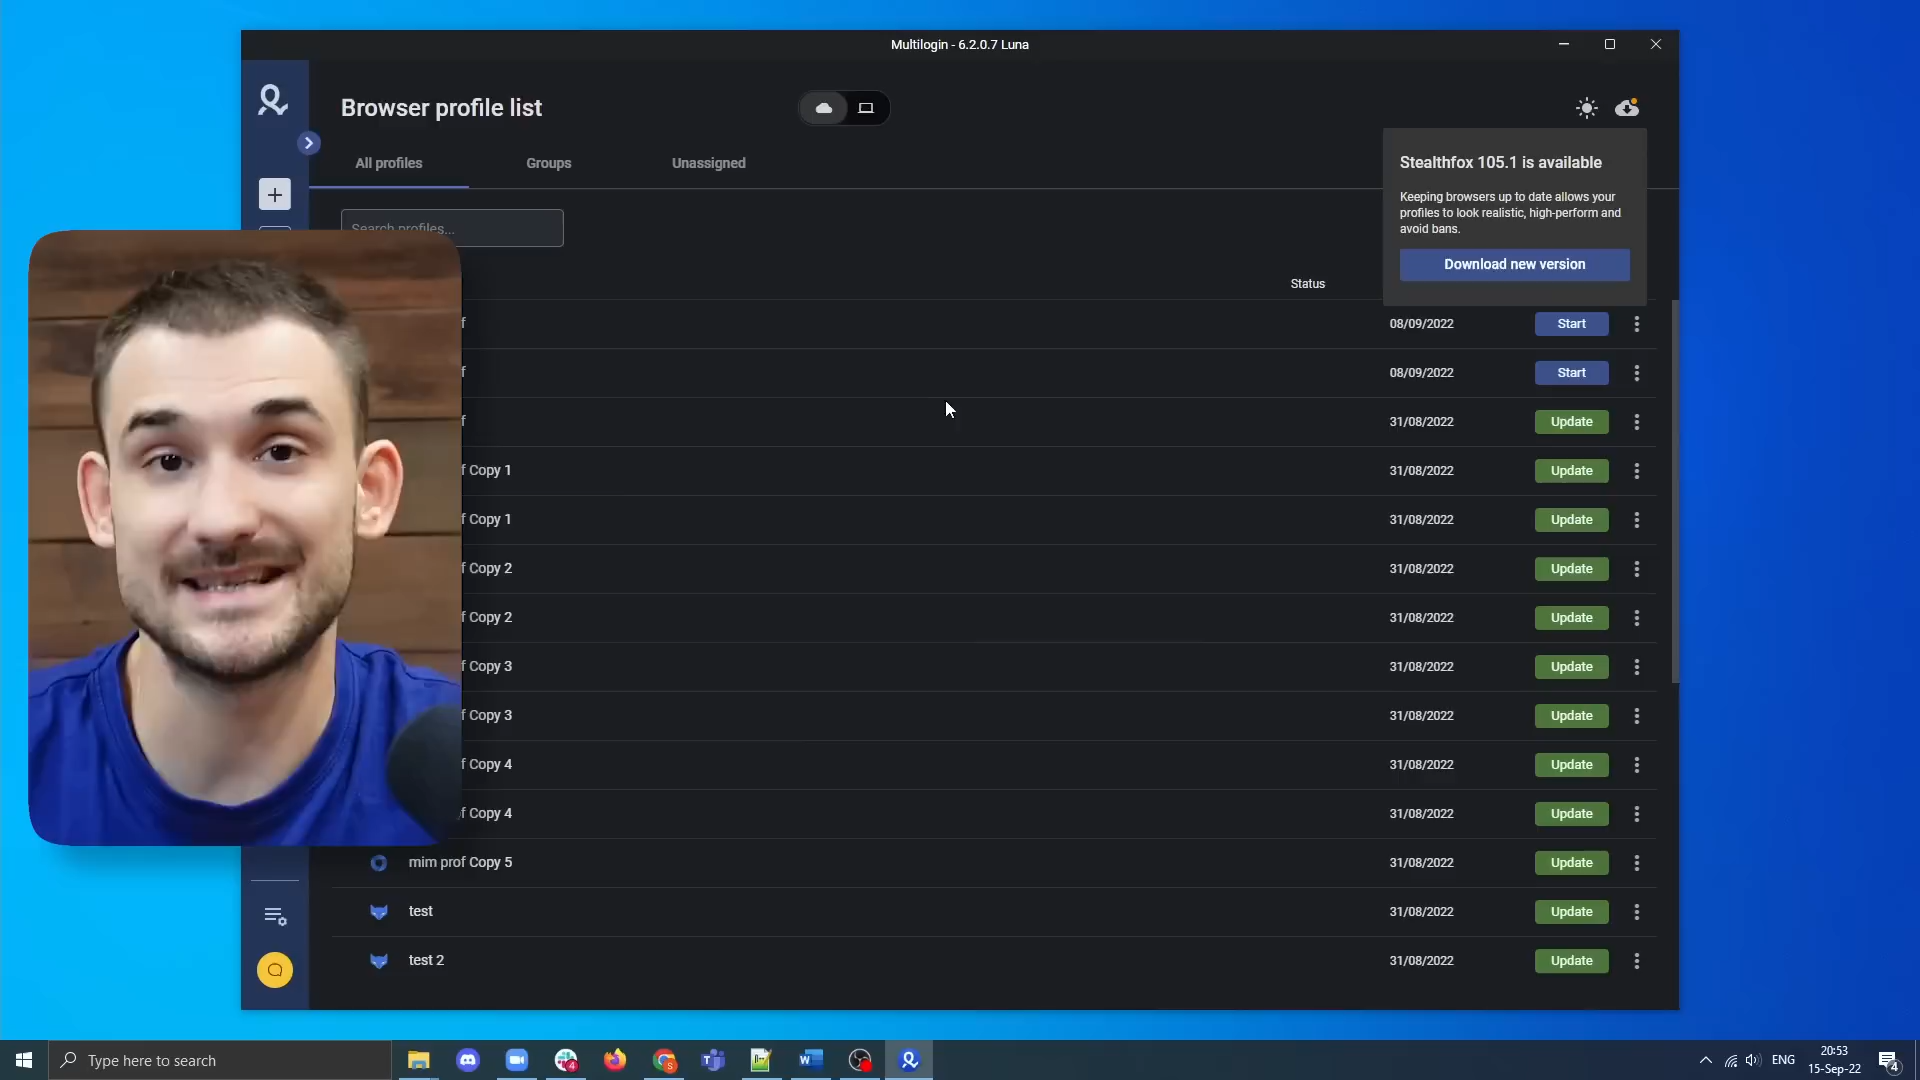 Multilogin - 6.2.0.7 Luna
Browser profile list
All profiles
Groups
Unassigned
Search profiles...
Stealthfox 105.1 is available
Keeping browsers up to date allows your
profiles to look realistic, high-perform and
avoid bans.
Download new version
Status
f 08/09/2022 Start
f 08/09/2022 Start
f 31/08/2022 Update
f Copy 1 31/08/2022 Update
f Copy 1 31/08/2022 Update
f Copy 2 31/08/2022 Update
f Copy 2 31/08/2022 Update
f Copy 3 31/08/2022 Update
f Copy 3 31/08/2022 Update
f Copy 4 31/08/2022 Update
f Copy 4 31/08/2022 Update
mim prof Copy 5 31/08/2022 Update
test 31/08/2022 Update
test 2 31/08/2022 Update
Type here to search
4
S
W
ENG
20:53
15-Sep-22
4